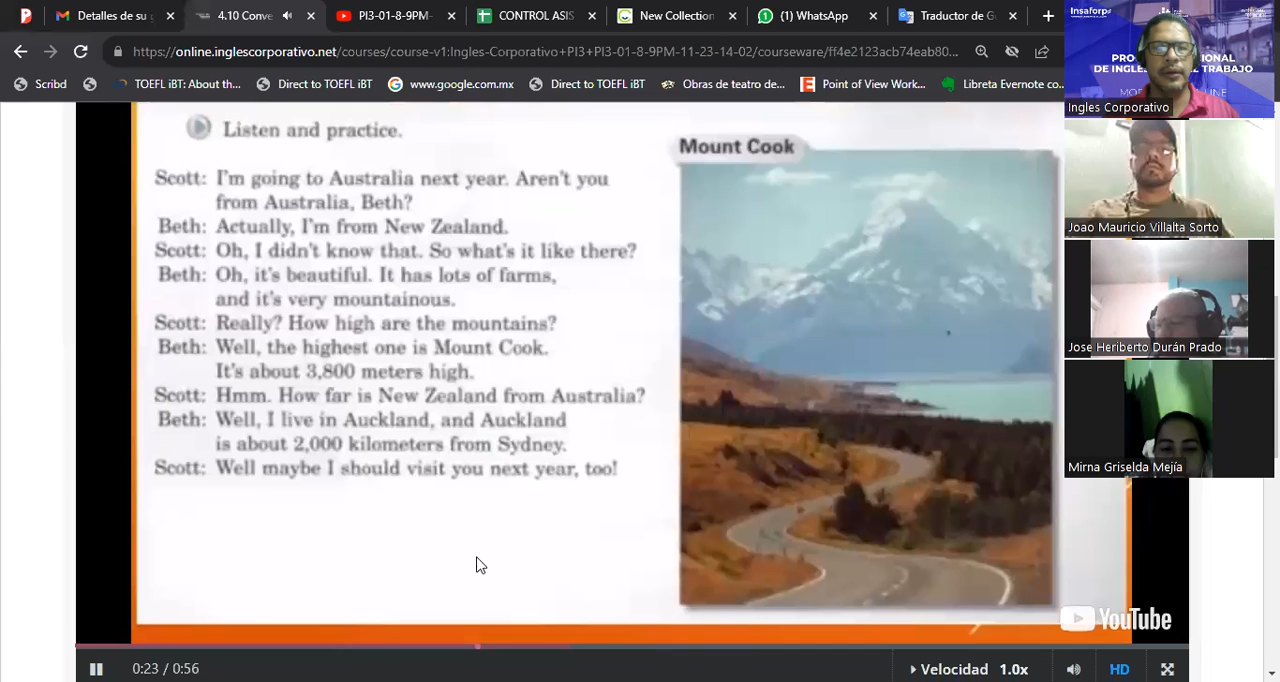 Detalles de su g
4.10 Conve
PI3-01-8-9PM-
CONTROL ASIS
New Collection
(1) WhatsApp
Traductor de G
https://online.inglescorporativo.net/courses/course-v1:Ingles-Corporativo+PI3+PI3-01-8-9PM-11-23-14-02/courseware/ff4e2123acb74eab80...
Scribd
TOEFL iBT: About th...
Direct to TOEFL iBT
www.google.com.mx
Direct to TOEFL iBT
Obras de teatro de...
Point of View Work...
Libreta Evernote co...
Insaforp
PRO IONAL
DE INGLE L TRABAJO
MO LINE
Ingles Corporativo
Joao Mauricio Villalta Sorto
Jose Heriberto Durán Prado
Mirna Griselda Mejía
Listen and practice.
Mount Cook
Scott: I'm going to Australia next year. Aren't you
from Australia, Beth?
Beth: Actually, I'm from New Zealand.
Scott: Oh, I didn't know that. So what's it like there?
Beth: Oh, it's beautiful. It has lots of farms,
and it's very mountainous.
Scott: Really? How high are the mountains?
Beth: Well, the highest one is Mount Cook.
It's about 3,800 meters high.
Scott: Hmm. How far is New Zealand from Australia?
Beth: Well, I live in Auckland, and Auckland
is about 2,000 kilometers from Sydney.
Scott: Well maybe I should visit you next year, too!
YouTube
0:23 / 0:56
Velocidad 1.0x
HD